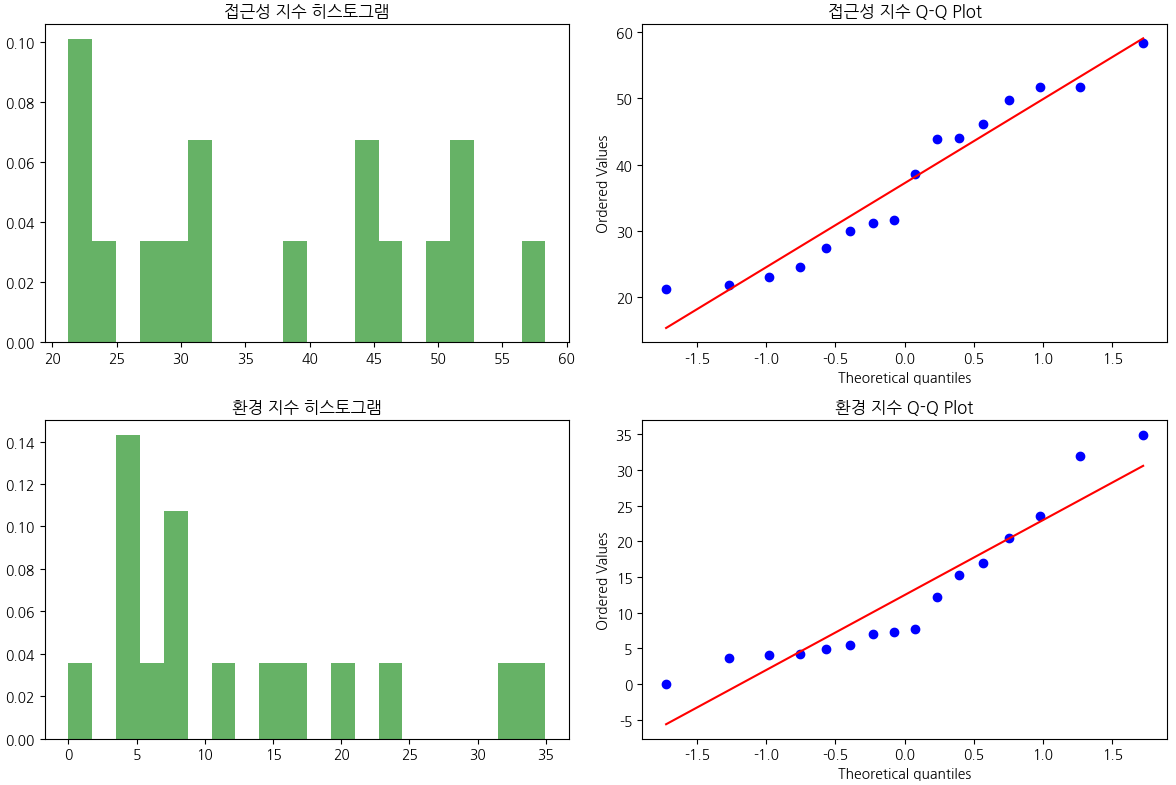 접근성 지수 히스토그램
0.10
0.08
0.06
0.04
0.02
0.00
20 25 30 35 40 45 50 55 60
접근성 지수 Q-Q Plot
60
50
40
30
20
Ordered Values
-1.5 -1.0 -0.5 0.0 0.5 1.0 1.5
Theoretical quantiles
환경 지수 히스토그램
0.14
0.12
0.10
0.08
0.06
0.04
0.02
0.00
0 5 10 15 20 25 30 35
환경 지수 Q-Q Plot
35
30
25
20
15
10
5
0
-5
Ordered Values
-1.5 -1.0 -0.5 0.0 0.5 1.0 1.5
Theoretical quantiles